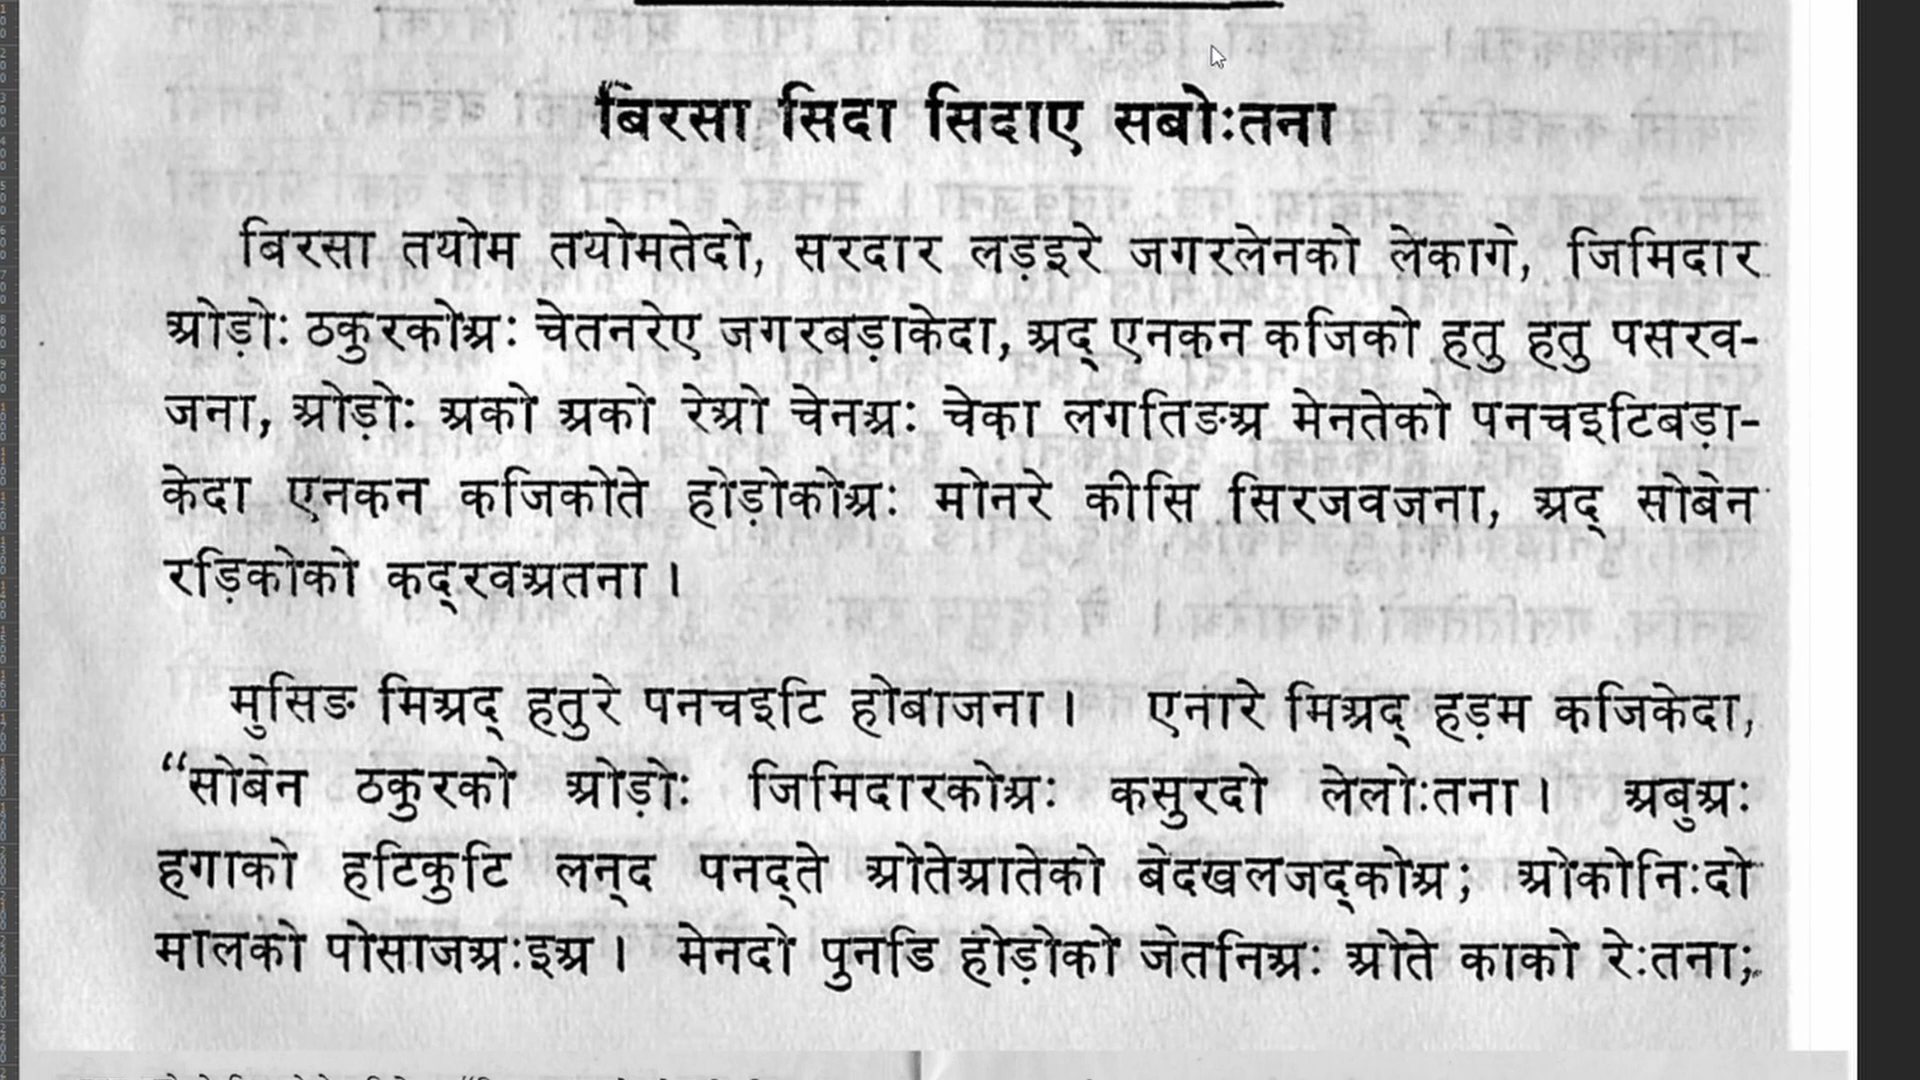 बिरसा सिदा सिदाए सबोःतना
बिरसा तयोम तयोमतेदो, सरदार लड़इरे जगरलेनको लेकागे, जिमिदार
ओड़ोः ठकुरकोअः चेतनरेए जगरबड़ाकेदा, अद् एनकन कजिको हतु हतु पसरव-
जना, ओड़ोः अको अको रेओ चेनअः चेका लगतिङअ मेनतेको पनचइटिबड़ा-
केदा एनकन कजिकोते होड़ोकोअः मोनरे कीसि सिरजवजना, अद् सोबेन
रड़िकोको कद्‌रवअतना ।
मुसिङ मिअद् हतुरे पनचइटि होबाजना । एनारे मिअद् हड़म कजिकेदा,
“सोबेन ठकुरको ओड़ोः जिमिदारकोअः कसुरदो लेलोःतना । अबुअः
हगाको हटिकुटि लन्‌द पनद्‌ते ओतेआतेको बेदखलजद्‌कोअ; ओकोनिःदो
मालको पोसाजअःइअ । मेनदो पुनडि होड़ोको जेतनिअः ओते काको रेःतना;